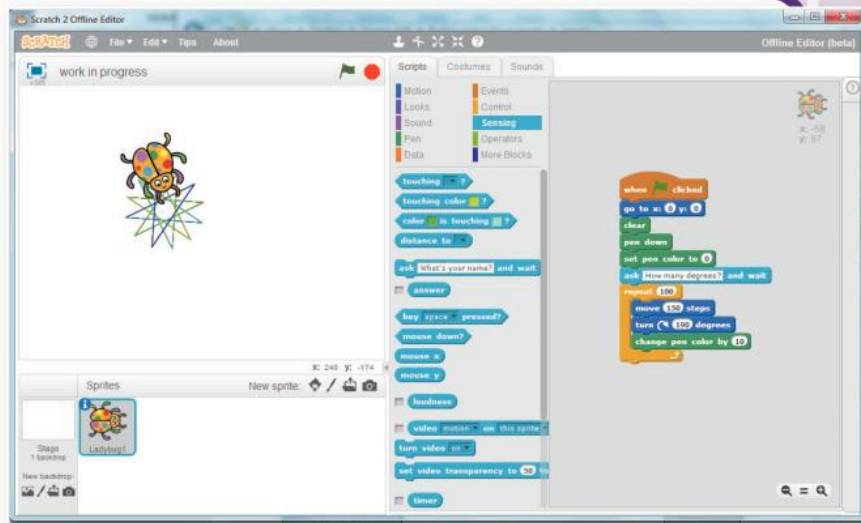 Scratch 2 Offline Editor
SCRATCH File Edit Tips About
Offline Editor (beta)
work in progress
Scripts Costumes Sounds
Motion Events
Looks Control
Sound Sensing
Pen Operators
Data More Blocks
touching ?
touching color ?
color is touching ?
distance to
ask What's your name? and wait
answer
key space pressed?
mouse down?
mouse x
mouse y
loudness
video motion on this sprite
turn video on
set video transparency to 50 %
timer
x: -58
y: 87
when clicked
go to x: 0 y: 0
clear
pen down
set pen color to 0
ask How many degrees? and wait
repeat 100
move 150 steps
turn 100 degrees
change pen color by 10
x: 240 y: -174
Sprites New sprite:
Stage
1 backdrop
New backdrop:
Ladybug1